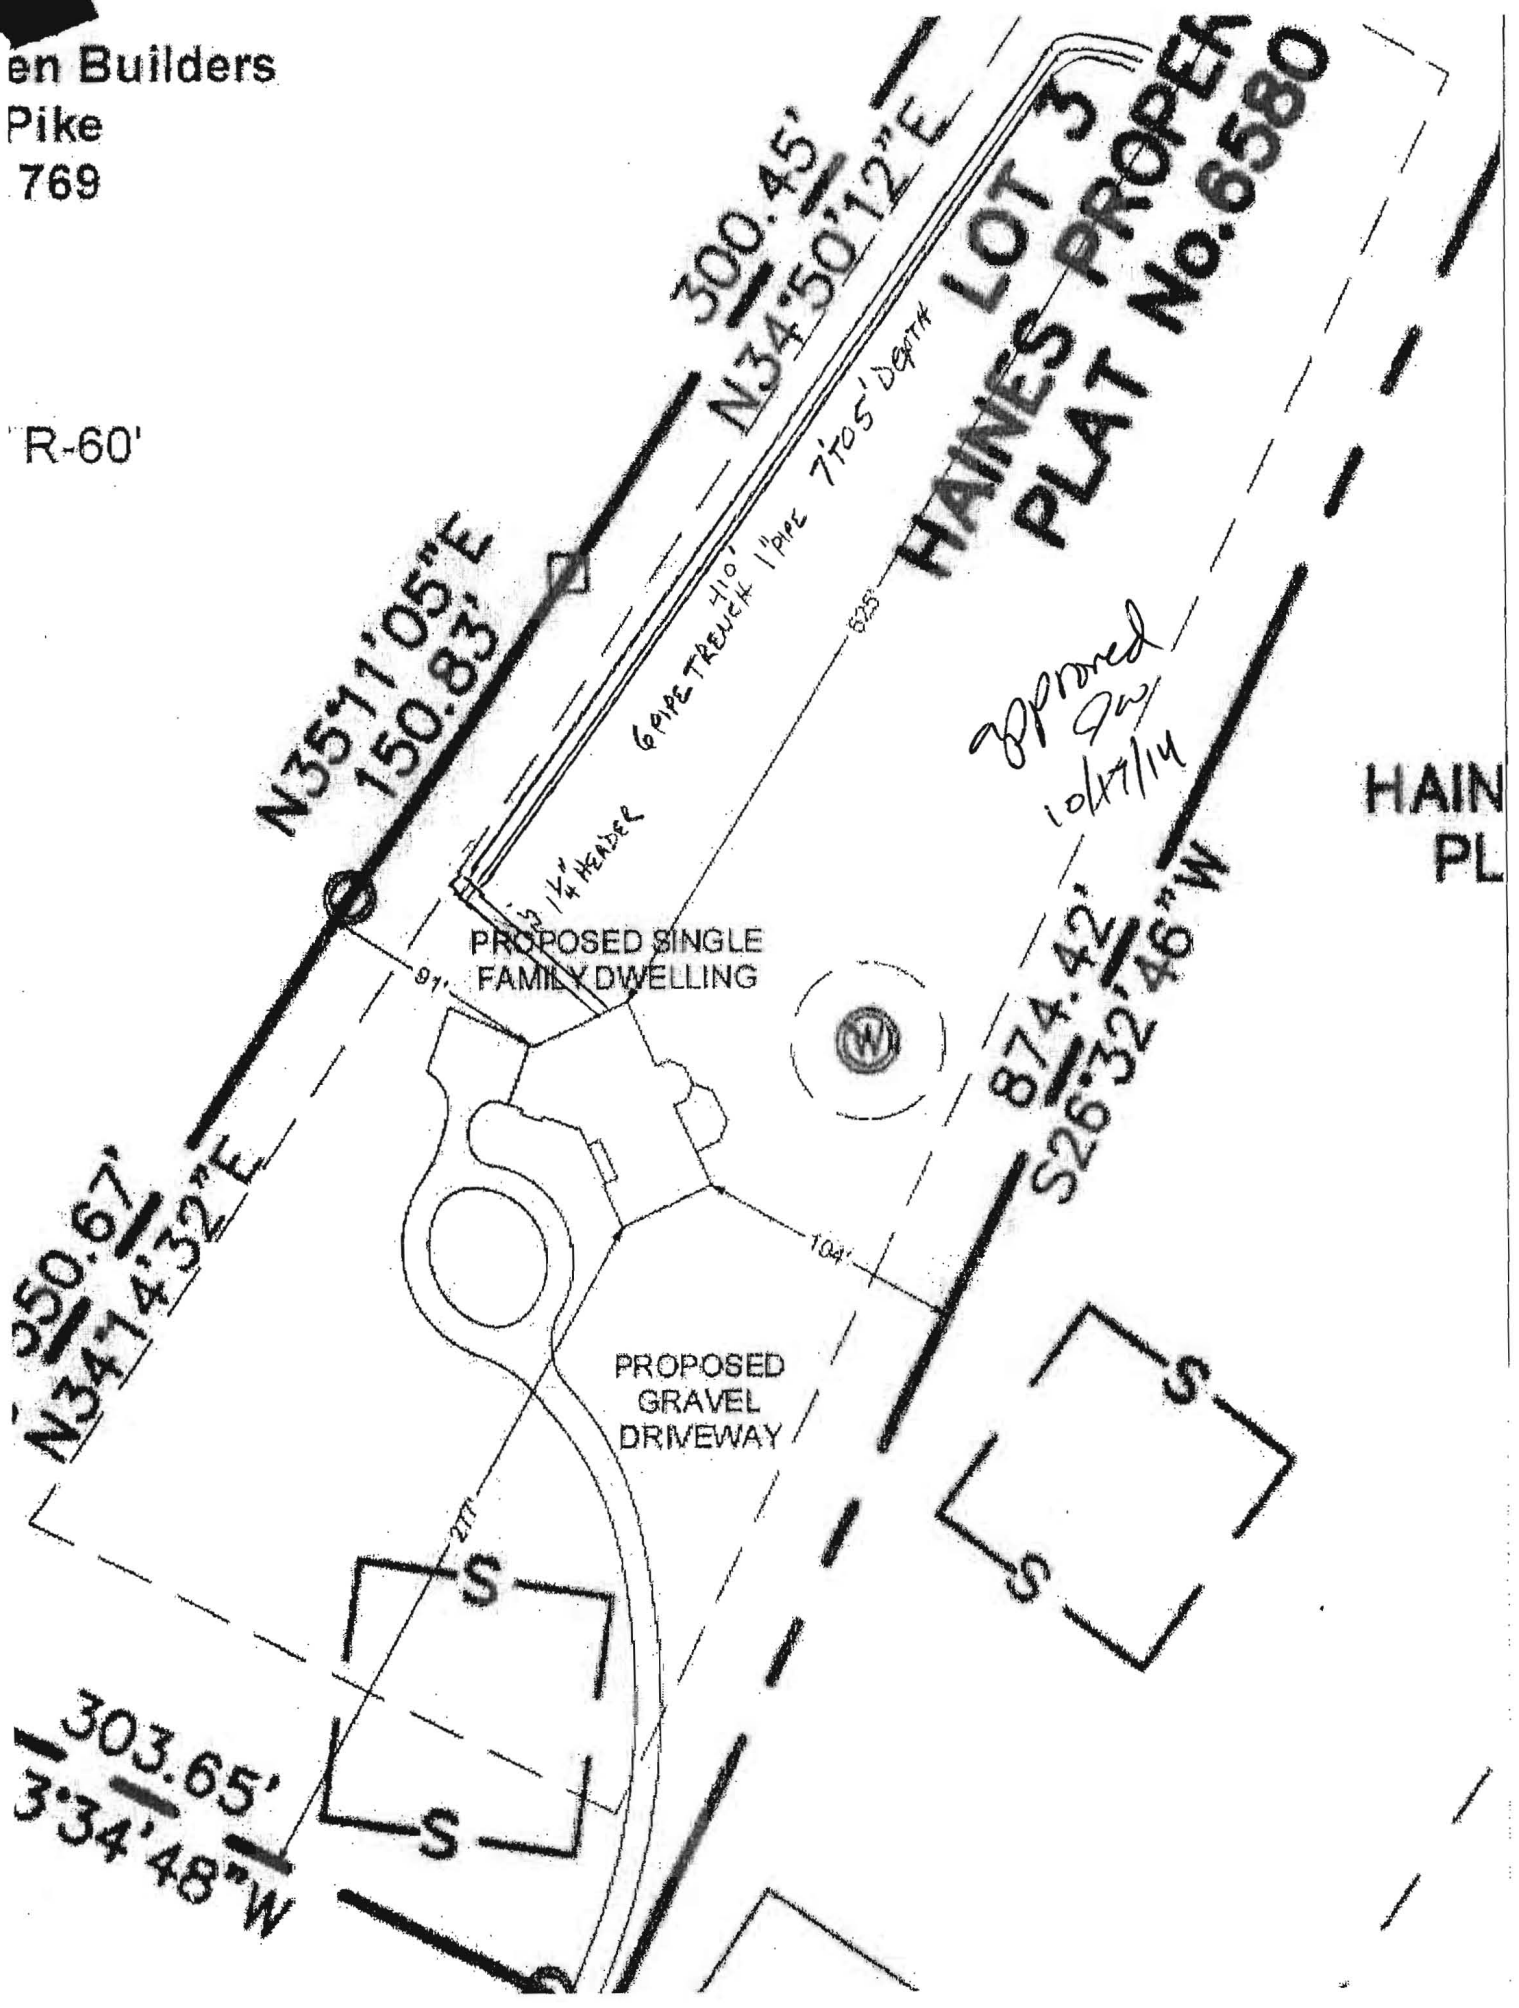 en Builders
Pike
769
R-60'
300.45'
N34°50'12"E
LOT 3
HAINES PROPER
PLAT No.6580
7' TO 5' DEPTH
1" PIPE
410'
6 PIPE TRENCH
1¼" HEADER
625'
N35°11'05"E
150.83'
approved
10/17/14
HAIN
PL
PROPOSED SINGLE
FAMILY DWELLING
91'
W
874.42'
S26°32'46"W
50.67'
N34°14'32"E
104'
PROPOSED
GRAVEL
DRIVEWAY
277'
S
S
S
S
303.65'
3°34'48"W